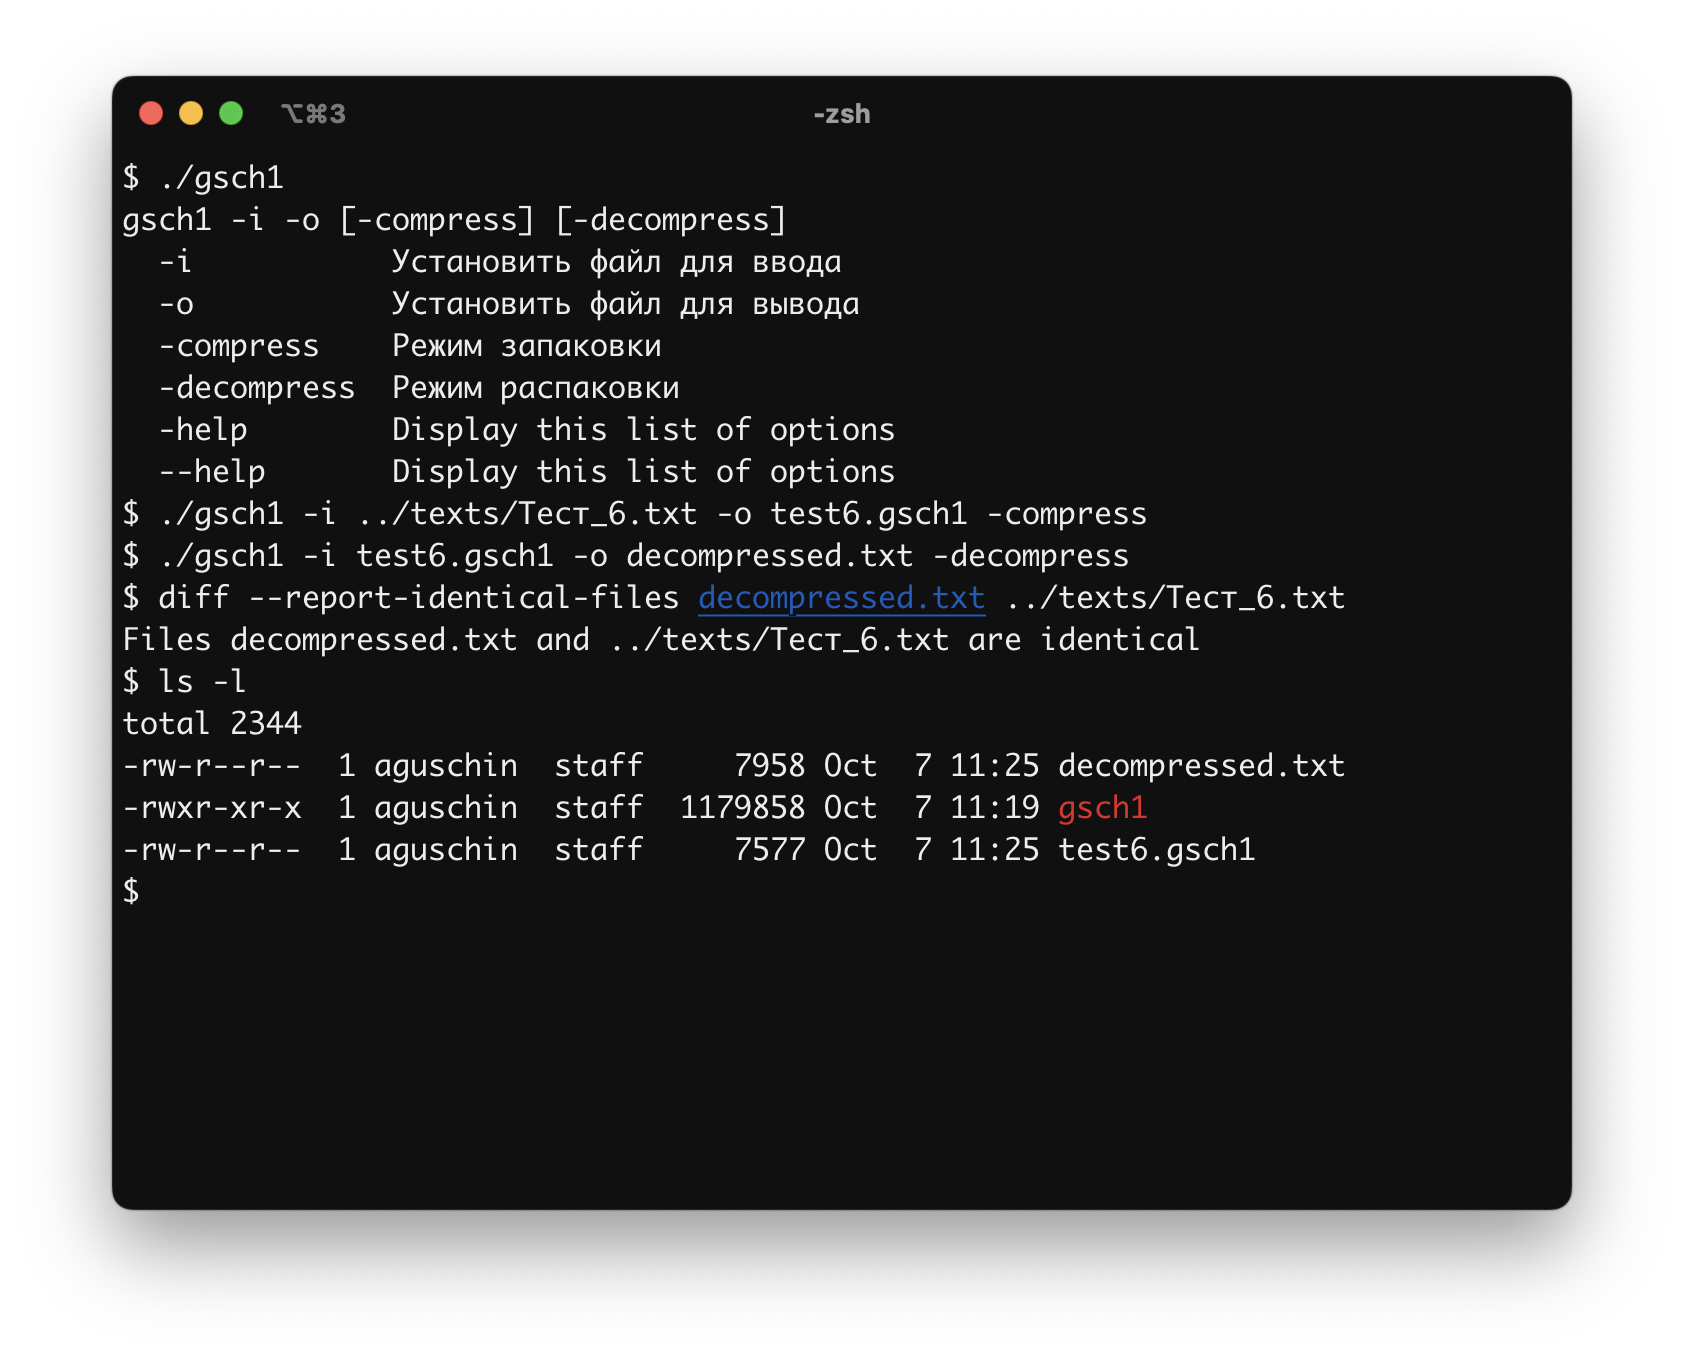 ⌥⌘3 -zsh
$ ./gsch1
gsch1 -i -o [-compress] [-decompress]
  -i           Установить файл для ввода
  -o           Установить файл для вывода
  -compress    Режим запаковки
  -decompress  Режим распаковки
  -help        Display this list of options
  --help       Display this list of options
$ ./gsch1 -i ../texts/Тест_6.txt -o test6.gsch1 -compress
$ ./gsch1 -i test6.gsch1 -o decompressed.txt -decompress
$ diff --report-identical-files decompressed.txt ../texts/Тест_6.txt
Files decompressed.txt and ../texts/Тест_6.txt are identical
$ ls -l
total 2344
-rw-r--r--  1 aguschin  staff     7958 Oct  7 11:25 decompressed.txt
-rwxr-xr-x  1 aguschin  staff  1179858 Oct  7 11:19 gsch1
-rw-r--r--  1 aguschin  staff     7577 Oct  7 11:25 test6.gsch1
$